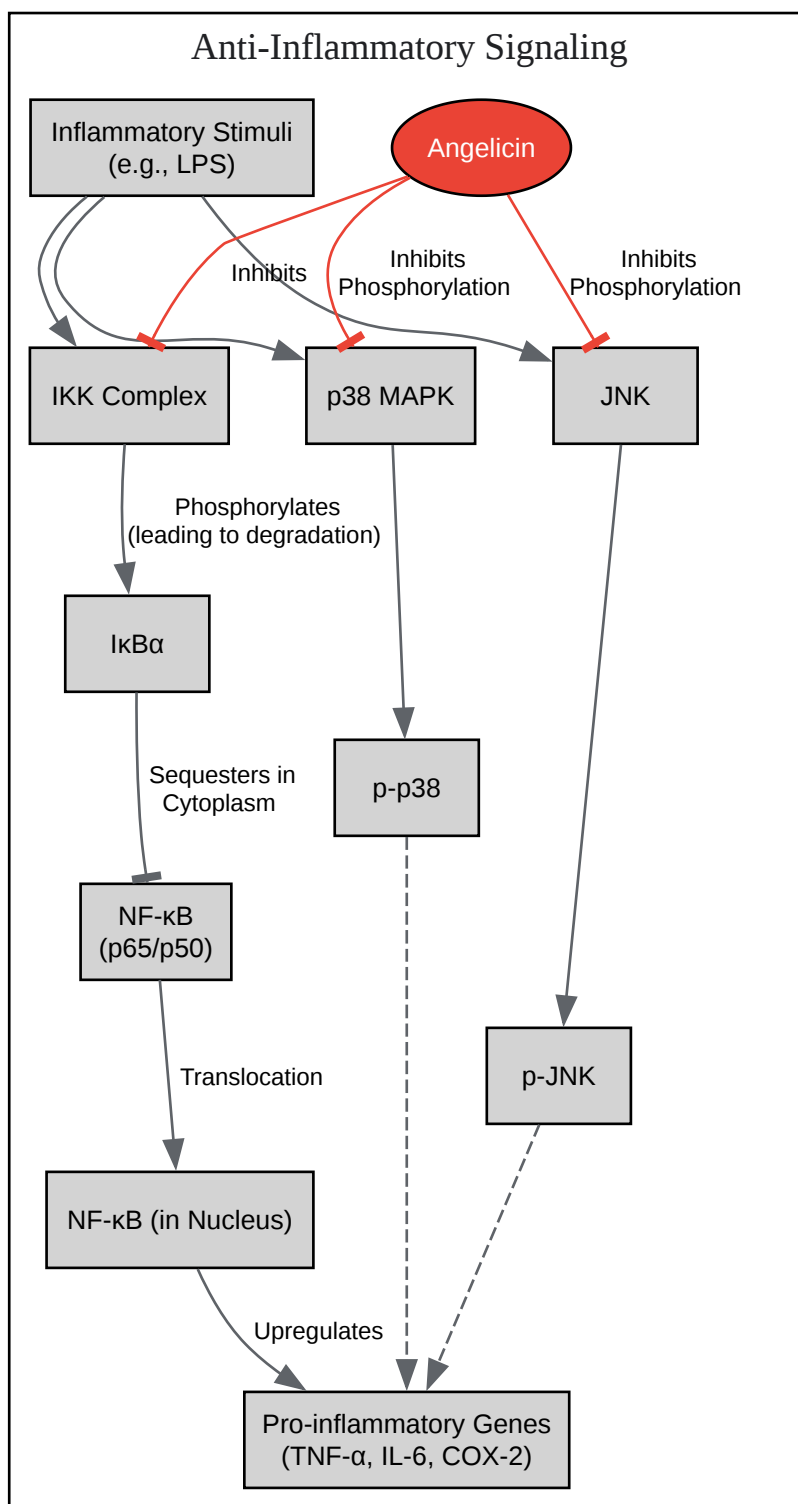 Anti-Inflammatory Signaling
Inflammatory Stimuli
(e.g., LPS)
Angelicin
Inhibits
Inhibits
Phosphorylation
Inhibits
Phosphorylation
IKK Complex
p38 MAPK
JNK
Phosphorylates
(leading to degradation)
IκBα
Sequesters in
Cytoplasm
p-p38
NF-κB
(p65/p50)
Translocation
p-JNK
NF-κB (in Nucleus)
Upregulates
Pro-inflammatory Genes
(TNF-α, IL-6, COX-2)